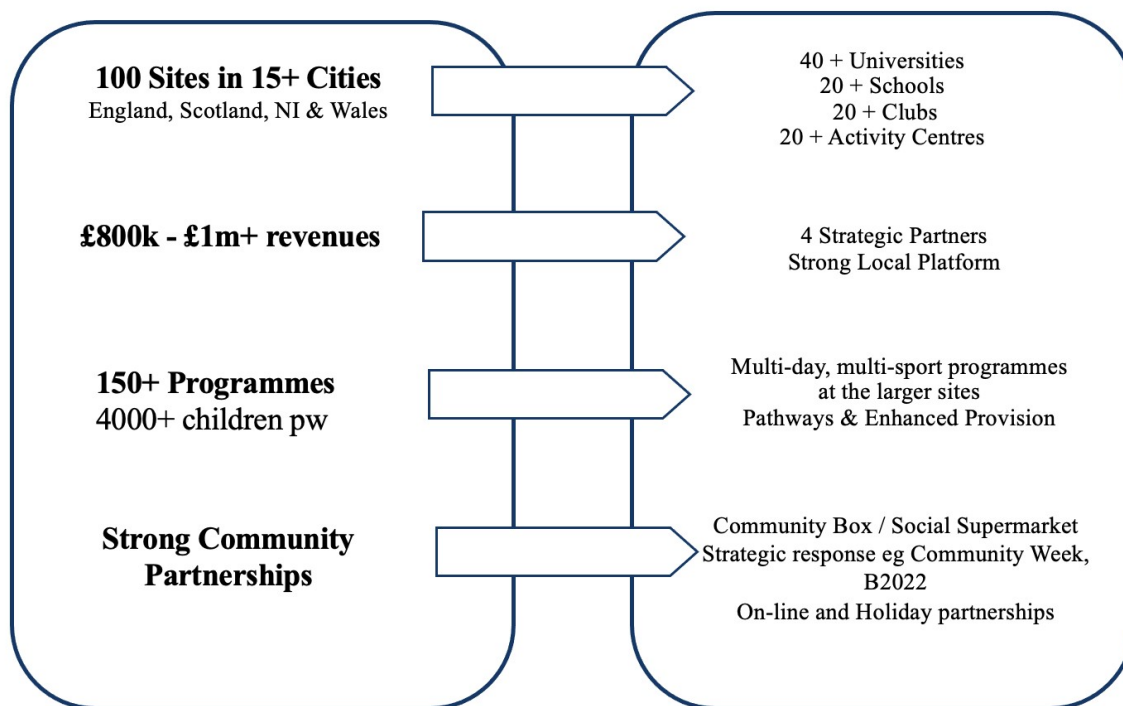 100 Sites in 15+ Cities
England, Scotland, NI & Wales
40 + Universities
20 + Schools
20 + Clubs
20 + Activity Centres
£800k - £1m+ revenues
4 Strategic Partners
Strong Local Platform
150+ Programmes
4000+ children pw
Multi-day, multi-sport programmes
at the larger sites
Pathways & Enhanced Provision
Strong Community
Partnerships
Community Box / Social Supermarket
Strategic response eg Community Week,
B2022
On-line and Holiday partnerships